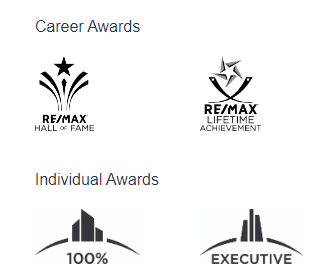 Career Awards
RE/MAX HALL OF FAME
RE/MAX LIFETIME ACHIEVEMENT
Individual Awards
100%
EXECUTIVE